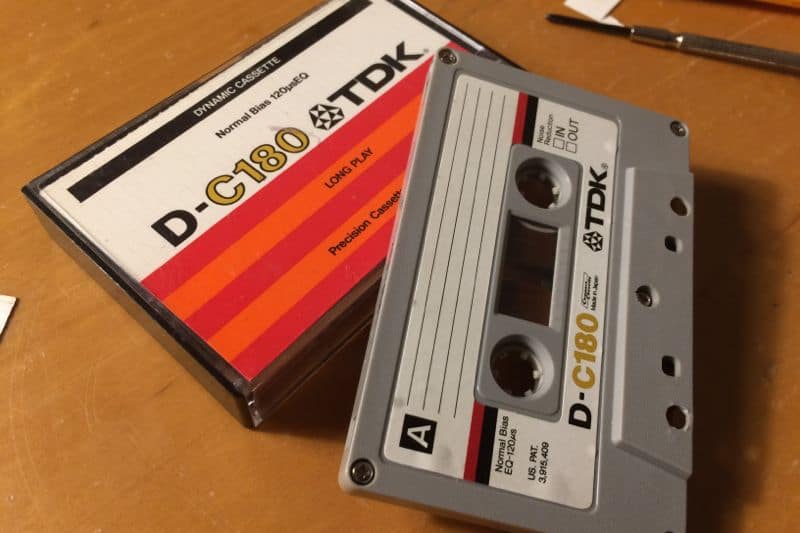 DYNAMIC CASSETTE
Normal Bias 120μsEQ
D-C180 TDK®
LONG PLAY
Precision Cassette
A
Noise
Reduction
IN
OUT
TDK®
Made in Japan
D-C180
Normal Bias
EQ-120μs
US. PAT.
3,915,409